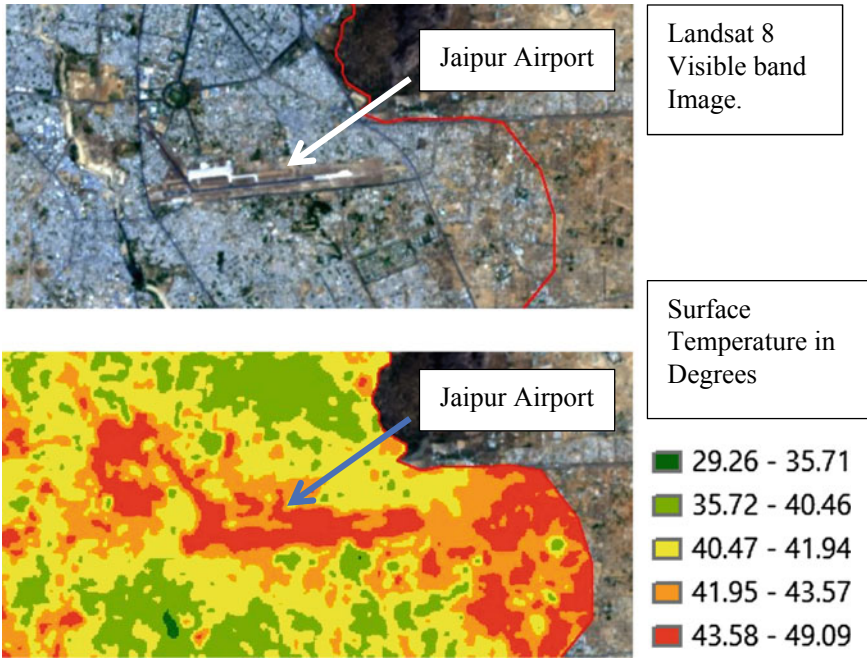 Jaipur Airport
Landsat 8
Visible band
Image.
Jaipur Airport
Surface
Temperature in
Degrees
29.26 - 35.71
35.72 - 40.46
40.47 - 41.94
41.95 - 43.57
43.58 - 49.09